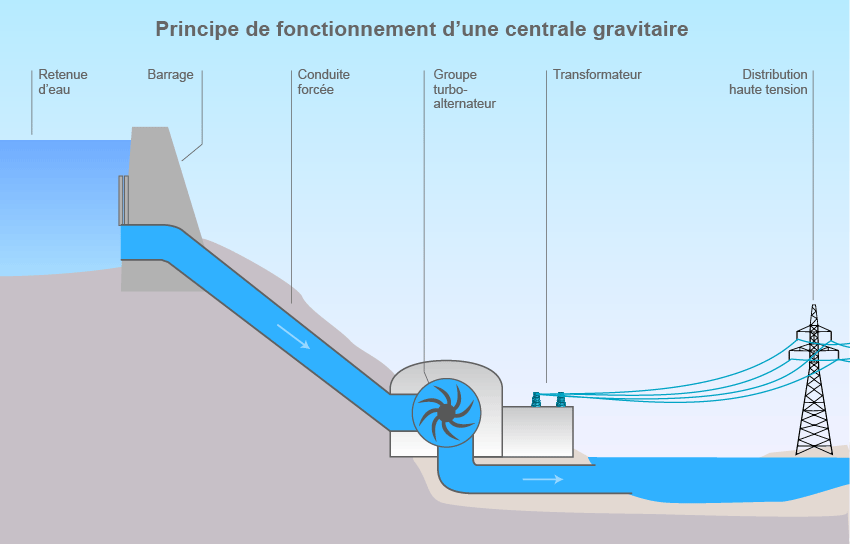 Principe de fonctionnement d’une centrale gravitaire
Retenue
d’eau
Barrage
Conduite
forcée
Groupe
turbo-
alternateur
Transformateur
Distribution
haute tension